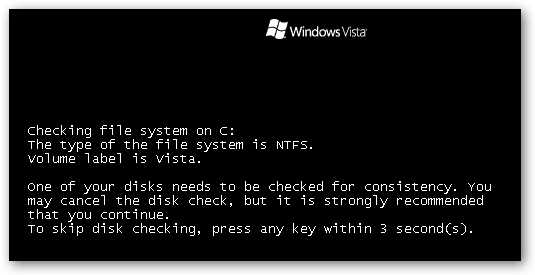 Windows Vista
Checking file system on C:
The type of the file system is NTFS.
Volume label is Vista.
One of your disks needs to be checked for consistency. You
may cancel the disk check, but it is strongly recommended
that you continue.
To skip disk checking, press any key within 3 second(s).